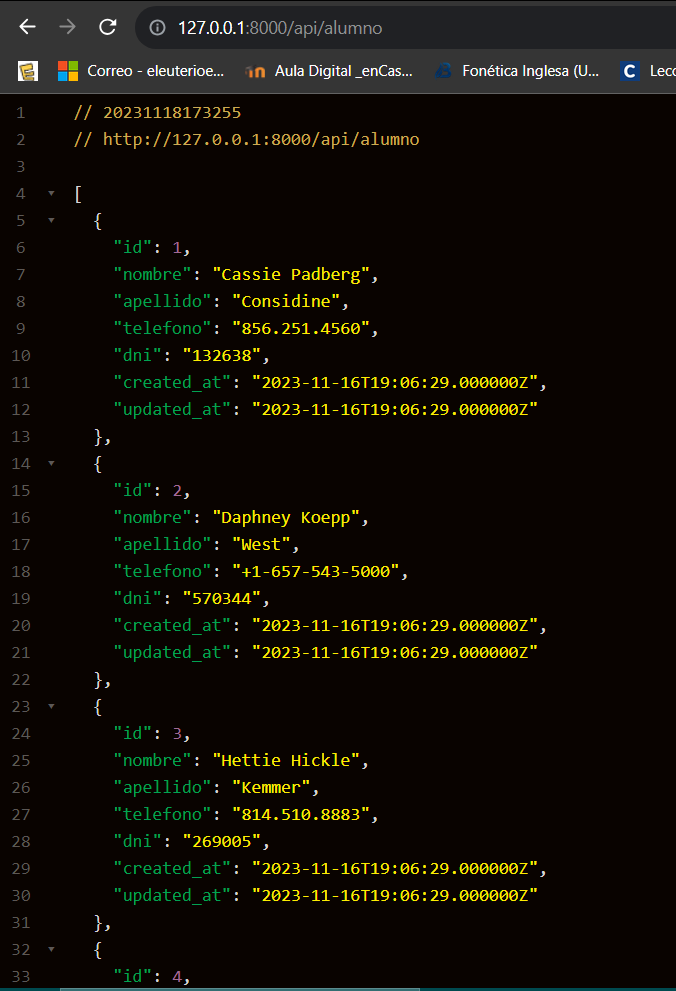 127.0.0.1:8000/api/alumno
Correo - eleuterioe... Aula Digital _enCas... Fonética Inglesa (U... Lecc
1 // 20231118173255
2 // http://127.0.0.1:8000/api/alumno
3
4 [
5 {
6 "id": 1,
7 "nombre": "Cassie Padberg",
8 "apellido": "Considine",
9 "telefono": "856.251.4560",
10 "dni": "132638",
11 "created_at": "2023-11-16T19:06:29.000000Z",
12 "updated_at": "2023-11-16T19:06:29.000000Z"
13 },
14 {
15 "id": 2,
16 "nombre": "Daphney Koepp",
17 "apellido": "West",
18 "telefono": "+1-657-543-5000",
19 "dni": "570344",
20 "created_at": "2023-11-16T19:06:29.000000Z",
21 "updated_at": "2023-11-16T19:06:29.000000Z"
22 },
23 {
24 "id": 3,
25 "nombre": "Hettie Hickle",
26 "apellido": "Kemmer",
27 "telefono": "814.510.8883",
28 "dni": "269005",
29 "created_at": "2023-11-16T19:06:29.000000Z",
30 "updated_at": "2023-11-16T19:06:29.000000Z"
31 },
32 {
33 "id": 4,